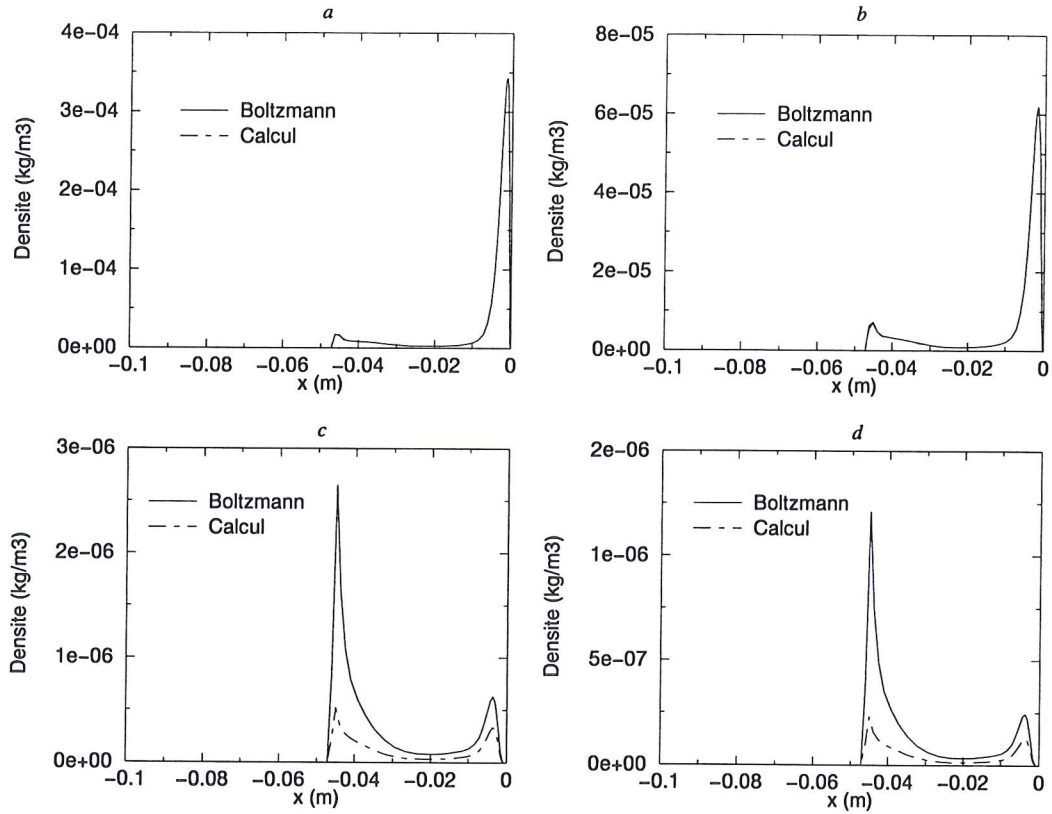 a
4e−04
3e−04
2e−04
1e−04
0e+00
Densite (kg/m3)
Boltzmann
Calcul
−0.1 −0.08 −0.06 −0.04 −0.02 0
x (m)
b
8e−05
6e−05
4e−05
2e−05
0e+00
Densite (kg/m3)
Boltzmann
Calcul
−0.1 −0.08 −0.06 −0.04 −0.02 0
x (m)
c
3e−06
2e−06
1e−06
0e+00
Densite (kg/m3)
Boltzmann
Calcul
−0.1 −0.08 −0.06 −0.04 −0.02 0
x (m)
d
2e−06
1e−06
5e−07
0e+00
Densite (kg/m3)
Boltzmann
Calcul
−0.1 −0.08 −0.06 −0.04 −0.02 0
x (m)